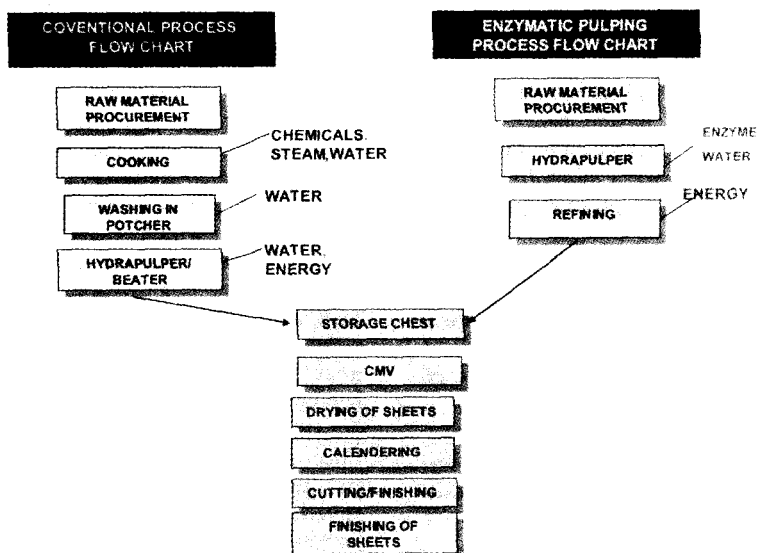 COVENTIONAL PROCESS
FLOW CHART
RAW MATERIAL
PROCUREMENT
COOKING
CHEMICALS,
STEAM,WATER
WASHING IN
POTCHER
WATER
HYDRAPULPER/
BEATER
WATER,
ENERGY
ENZYMATIC PULPING
PROCESS FLOW CHART
RAW MATERIAL
PROCUREMENT
HYDRAPULPER
ENZYME
WATER
REFINING
ENERGY
STORAGE CHEST
CMV
DRYING OF SHEETS
CALENDERING
CUTTING/FINISHING
FINISHING OF
SHEETS